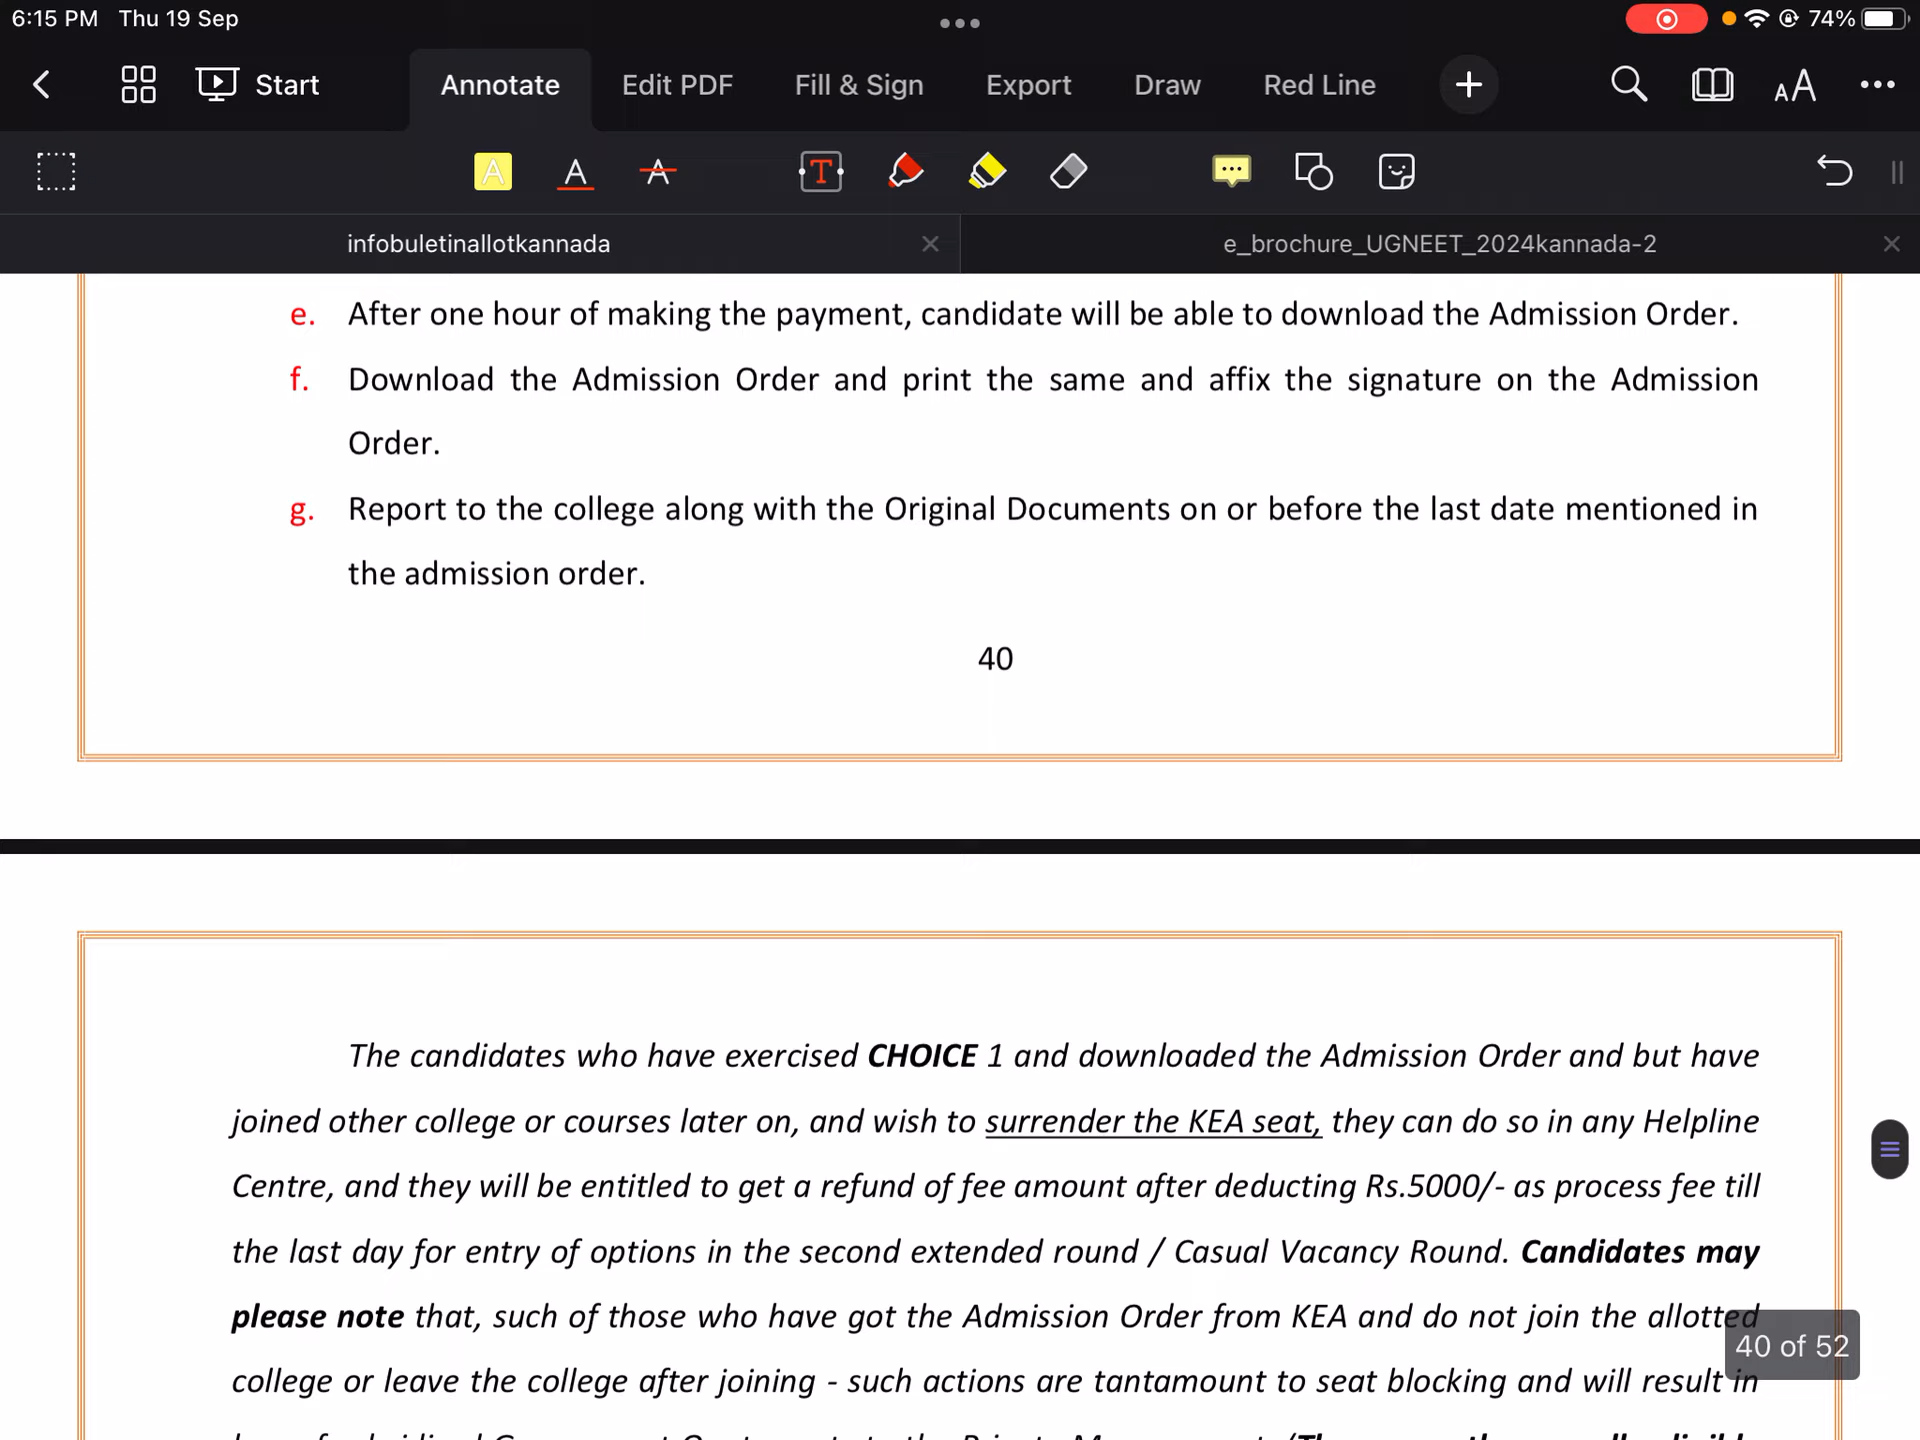 6:15 PM Thu 19 Sep
74%
Start
Annotate
Edit PDF
Fill & Sign
Export
Draw
Red Line
infobuletinallotkannada
e_brochure_UGNEET_2024kannada-2
e. After one hour of making the payment, candidate will be able to download the Admission Order.
f. Download the Admission Order and print the same and affix the signature on the Admission
Order.
g. Report to the college along with the Original Documents on or before the last date mentioned in
the admission order.
40
The candidates who have exercised CHOICE 1 and downloaded the Admission Order and but have
joined other college or courses later on, and wish to surrender the KEA seat, they can do so in any Helpline
Centre, and they will be entitled to get a refund of fee amount after deducting Rs.5000/- as process fee till
the last day for entry of options in the second extended round / Casual Vacancy Round. Candidates may
please note that, such of those who have got the Admission Order from KEA and do not join the allotted
40 of 52
college or leave the college after joining - such actions are tantamount to seat blocking and will result in